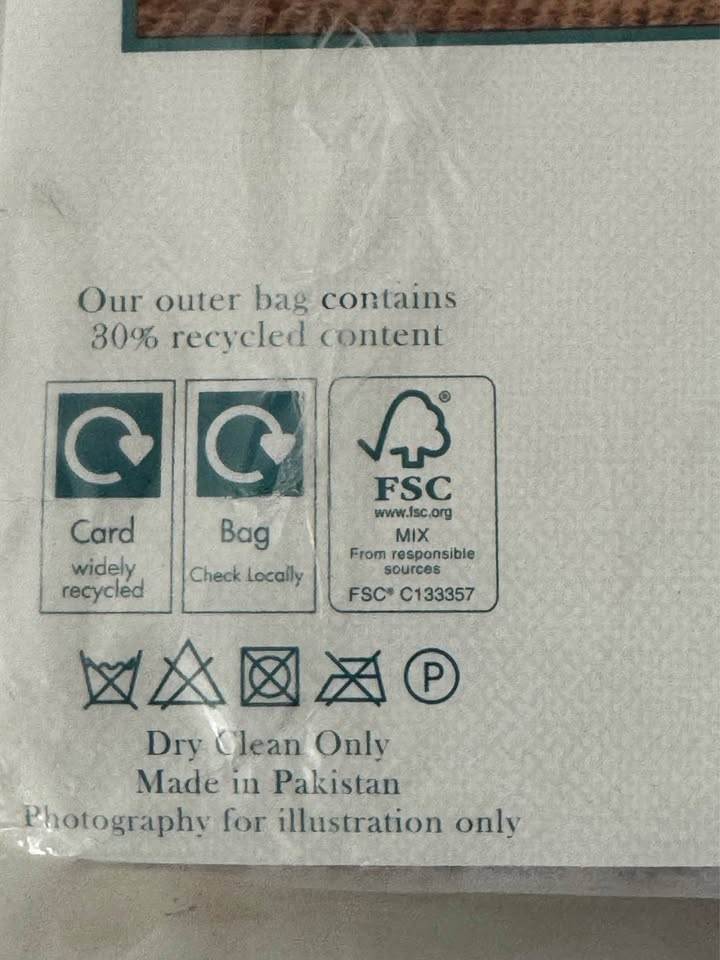 Our outer bag contains
30% recycled content
Card
widely
recycled
Bag
Check Locally
®
FSC
www.fsc.org
MIX
From responsible
sources
FSC® C133357
P
Dry Clean Only
Made in Pakistan
Photography for illustration only